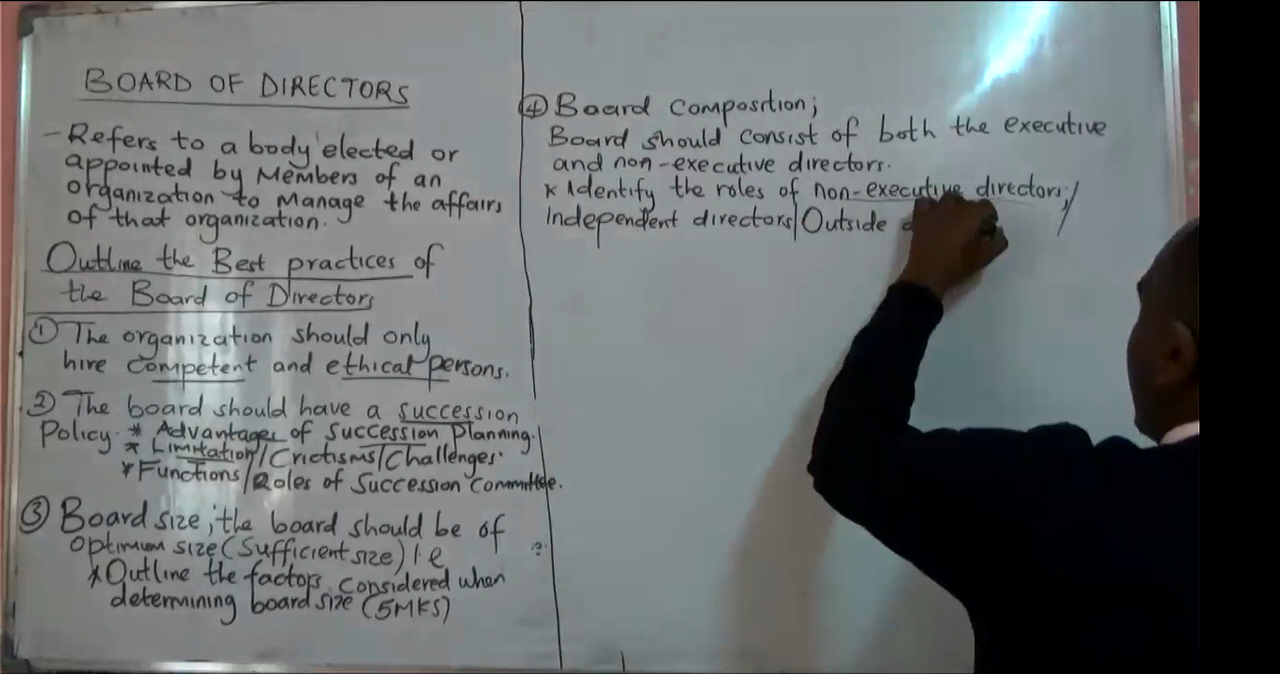 BOARD OF DIRECTORS
- Refers to a body elected or
appointed by Members of an
organization to Manage the affairs
of that organization.
Outline the Best practices of
the Board of Directors
① The organization should only
hire competent and ethical persons.
② The board should have a succession
Policy. * Advantages of Succession Planning.
* Limitation/Crictisms/Challenges.
* Functions/Roles of Succession Committee.
③ Board size; the board should be of
Optimum size (Sufficient size) i.e
* Outline the factors considered when
determining board size (5MKS)
④ Board Composition;
Board should consist of both the executive
and non-executive directors.
* Identify the roles of non-executive directors;/
Independent directors/Outside